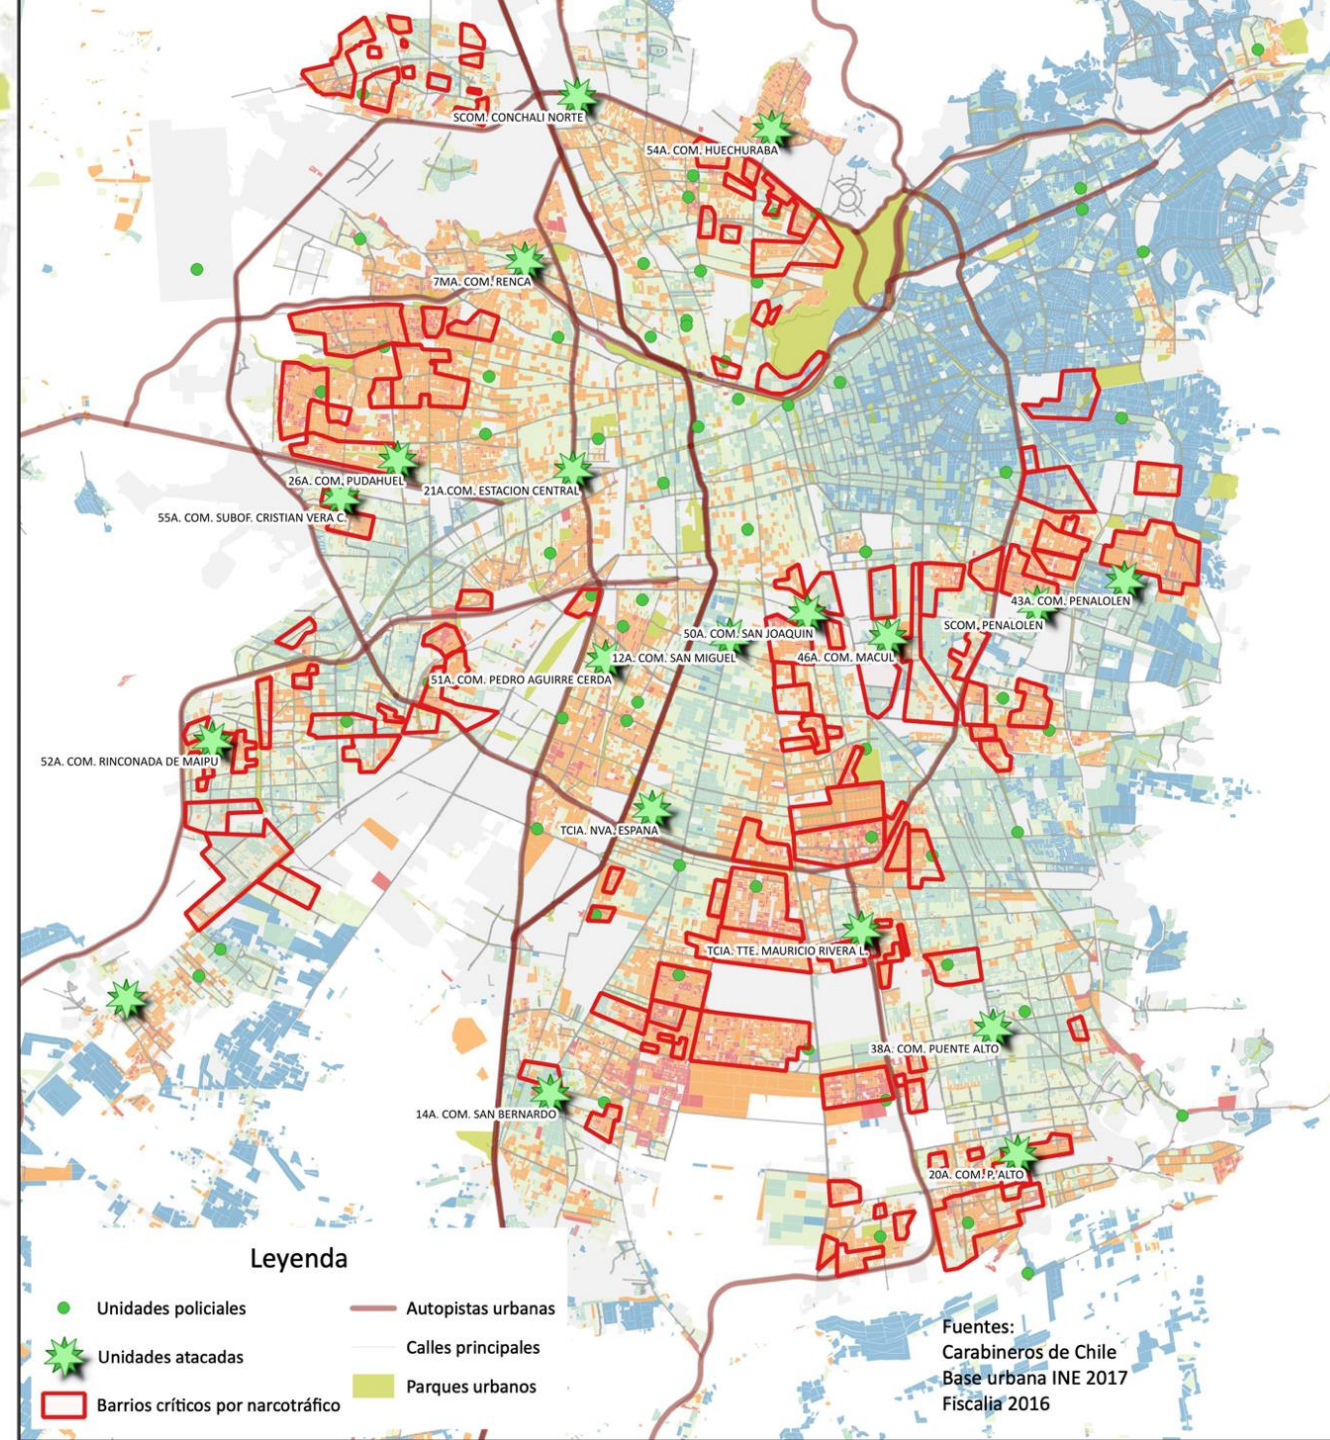 SCOM. CONCHALI NORTE
54A. COM. HUECHURABA
7MA. COM. RENCA
26A. COM. PUDAHUEL
21A.COM. ESTACION CENTRAL
55A. COM. SUBOF. CRISTIAN VERA C.
43A. COM. PENALOLEN
SCOM. PENALOLEN
50A. COM. SAN JOAQUIN
12A. COM. SAN MIGUEL
46A. COM. MACUL
51A. COM. PEDRO AGUIRRE CERDA
52A. COM. RINCONADA DE MAIPU
TCIA. NVA. ESPANA
TCIA. TTE. MAURICIO RIVERA L.
38A. COM. PUENTE ALTO
14A. COM. SAN BERNARDO
20A. COM. P. ALTO
Leyenda
Unidades policiales
Unidades atacadas
Barrios críticos por narcotráfico
Autopistas urbanas
Calles principales
Parques urbanos
Fuentes:
Carabineros de Chile
Base urbana INE 2017
Fiscalia 2016